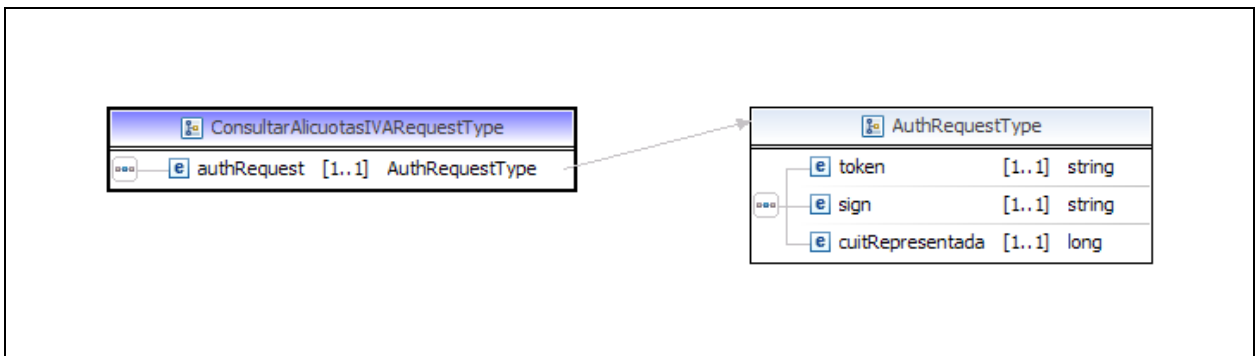 ConsultarAlicuotasIVARequestType
e authRequest [1..1] AuthRequestType
AuthRequestType
e token [1..1] string
e sign [1..1] string
e cuitRepresentada [1..1] long